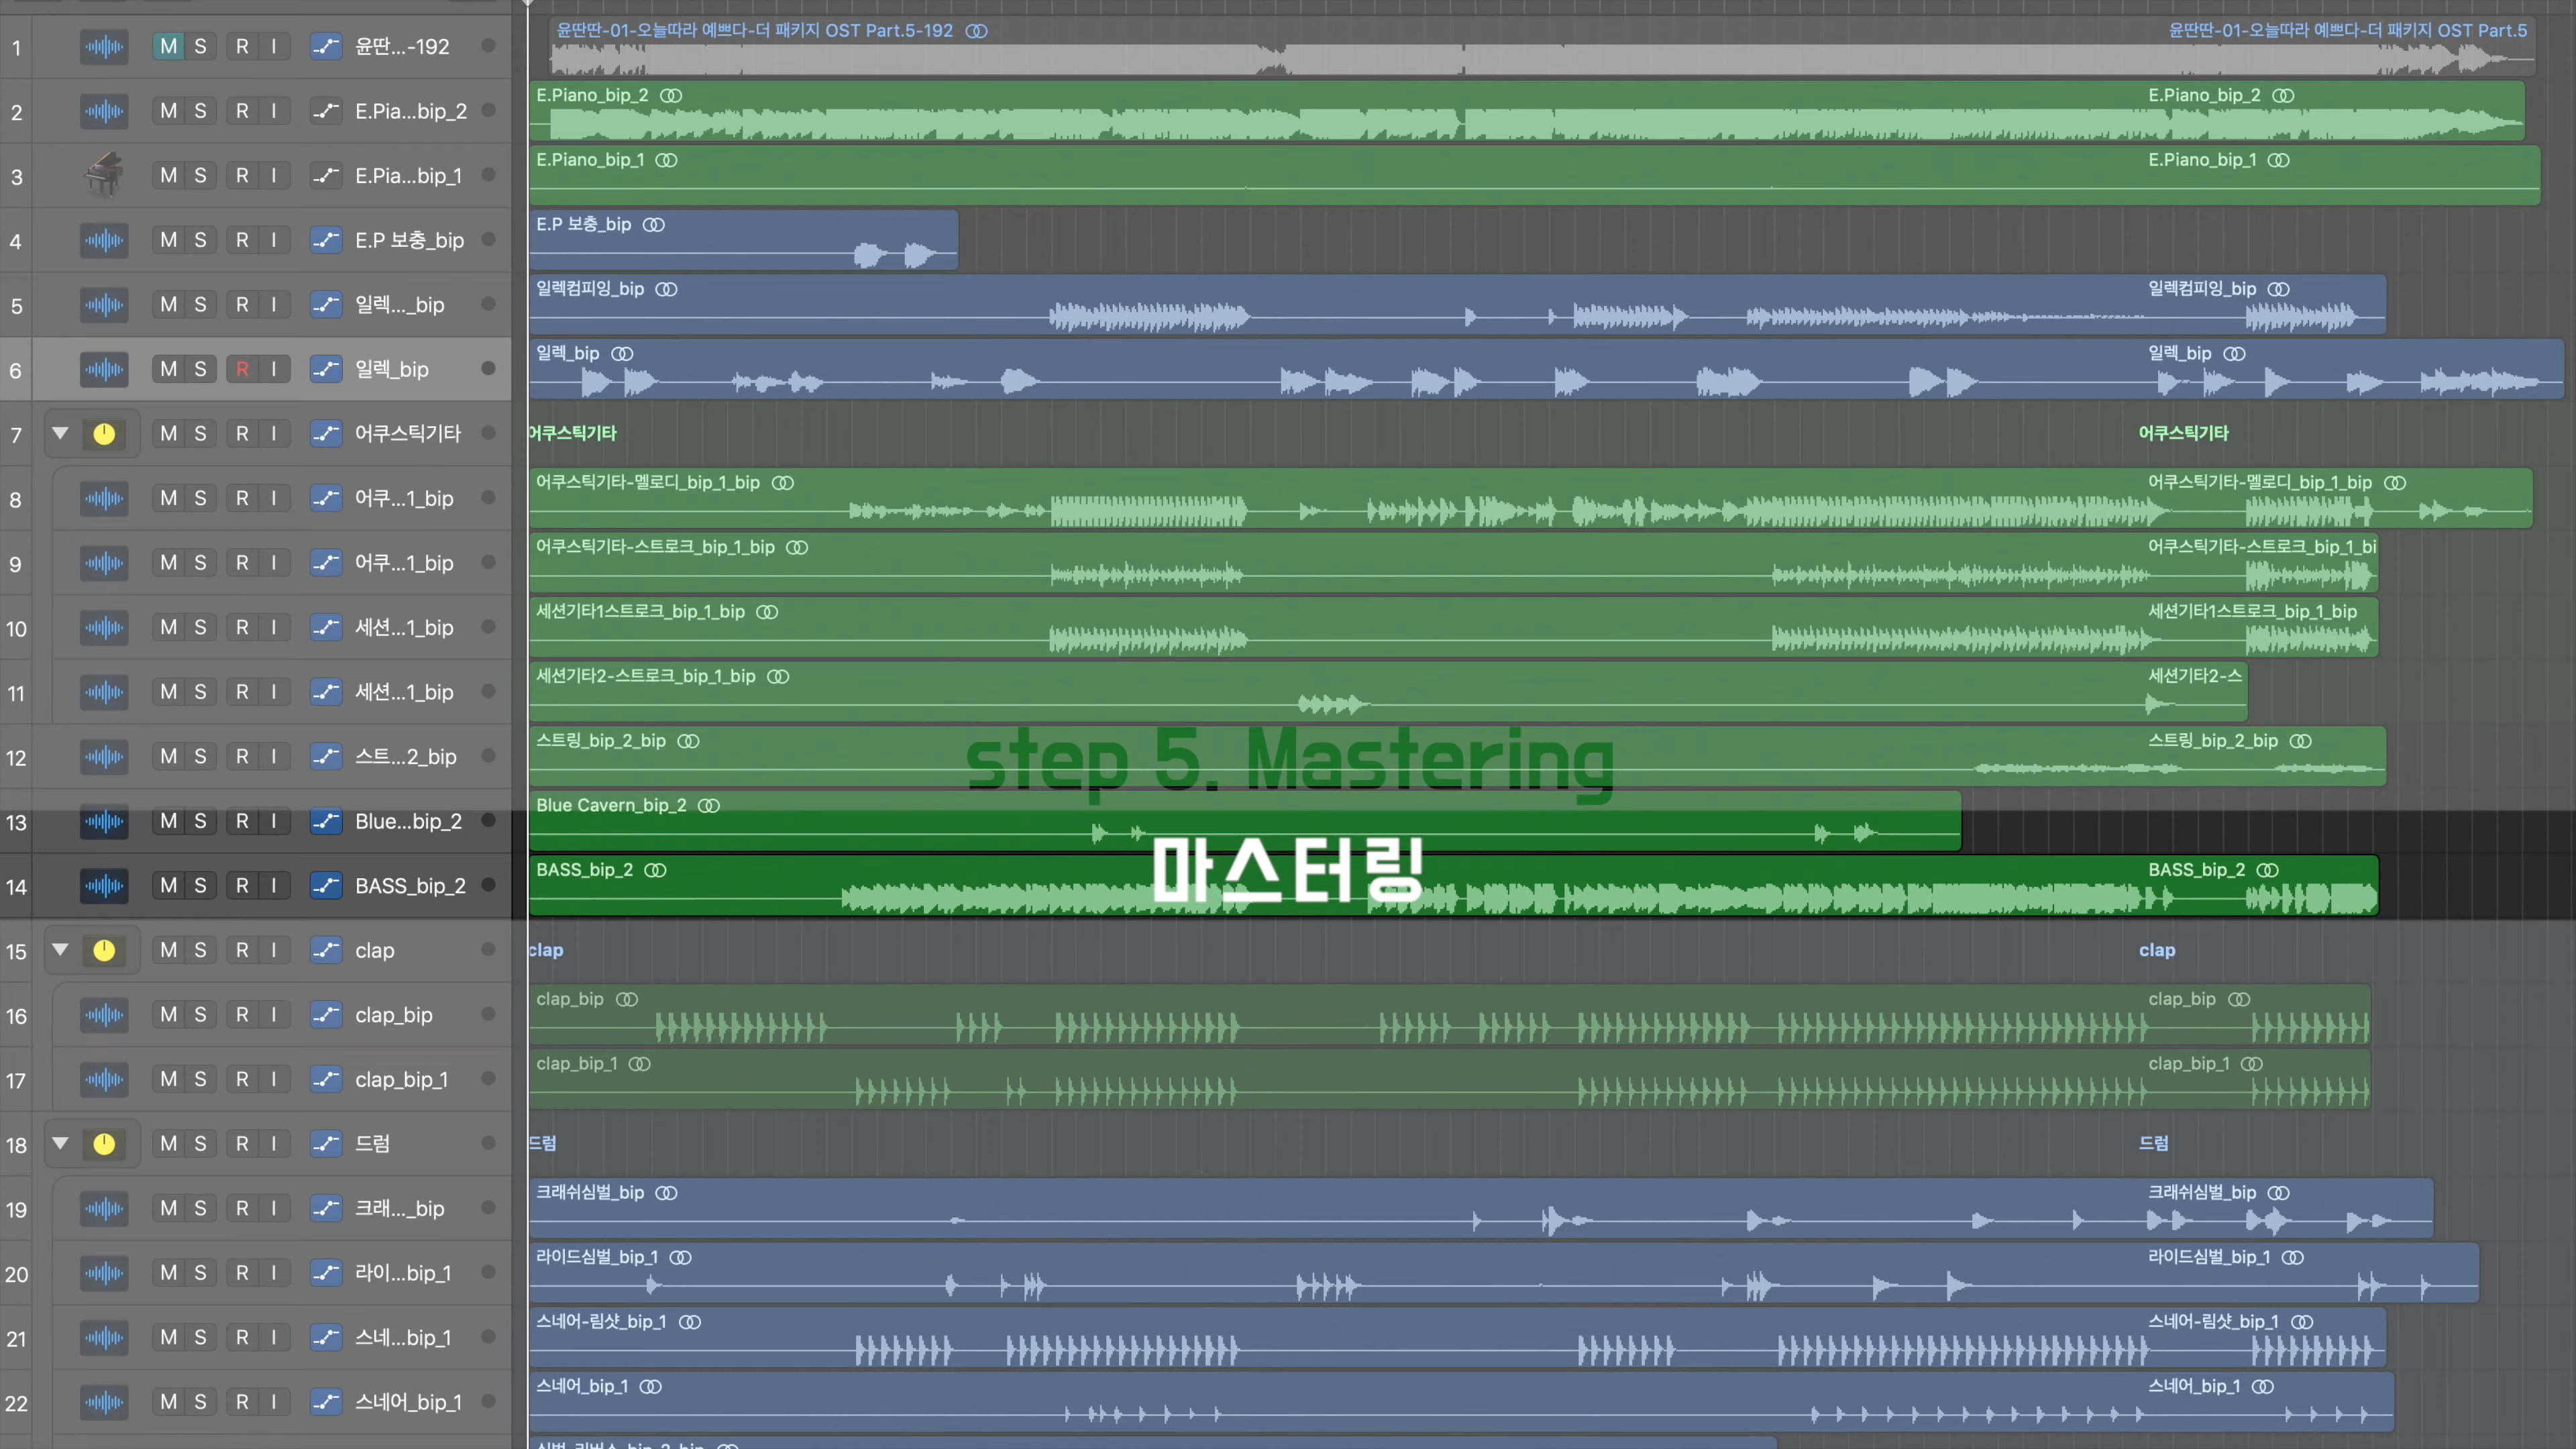 1 M S R I 윤딴...-192 윤딴딴-01-오늘따라 예쁘다-더 패키지 OST Part.5-192 윤딴딴-01-오늘따라 예쁘다-더 패키지 OST Part.5
2 M S R I E.Pia...bip_2 E.Piano_bip_2 E.Piano_bip_2
3 M S R I E.Pia...bip_1 E.Piano_bip_1 E.Piano_bip_1
4 M S R I E.P 보충_bip E.P 보충_bip
5 M S R I 일렉..._bip 일렉컴피잉_bip 일렉컴피잉_bip
6 M S R I 일렉_bip 일렉_bip 일렉_bip
7 M S R I 어쿠스틱기타 어쿠스틱기타 어쿠스틱기타
8 M S R I 어쿠...1_bip 어쿠스틱기타-멜로디_bip_1_bip 어쿠스틱기타-멜로디_bip_1_bip
9 M S R I 어쿠...1_bip 어쿠스틱기타-스트로크_bip_1_bip 어쿠스틱기타-스트로크_bip_1_bi
10 M S R I 세션...1_bip 세션기타1스트로크_bip_1_bip 세션기타1스트로크_bip_1_bip
11 M S R I 세션...1_bip 세션기타2-스트로크_bip_1_bip 세션기타2-스
12 M S R I 스트...2_bip 스트링_bip_2_bip 스트링_bip_2_bip
step 5. Mastering
13 M S R I Blue...bip_2 Blue Cavern_bip_2
마스터링
14 M S R I BASS_bip_2 BASS_bip_2 BASS_bip_2
15 M S R I clap clap clap
16 M S R I clap_bip clap_bip clap_bip
17 M S R I clap_bip_1 clap_bip_1 clap_bip_1
18 M S R I 드럼 드럼 드럼
19 M S R I 크래..._bip 크래쉬심벌_bip 크래쉬심벌_bip
20 M S R I 라이...bip_1 라이드심벌_bip_1 라이드심벌_bip_1
21 M S R I 스네...bip_1 스네어-림샷_bip_1 스네어-림샷_bip_1
22 M S R I 스네어_bip_1 스네어_bip_1 스네어_bip_1